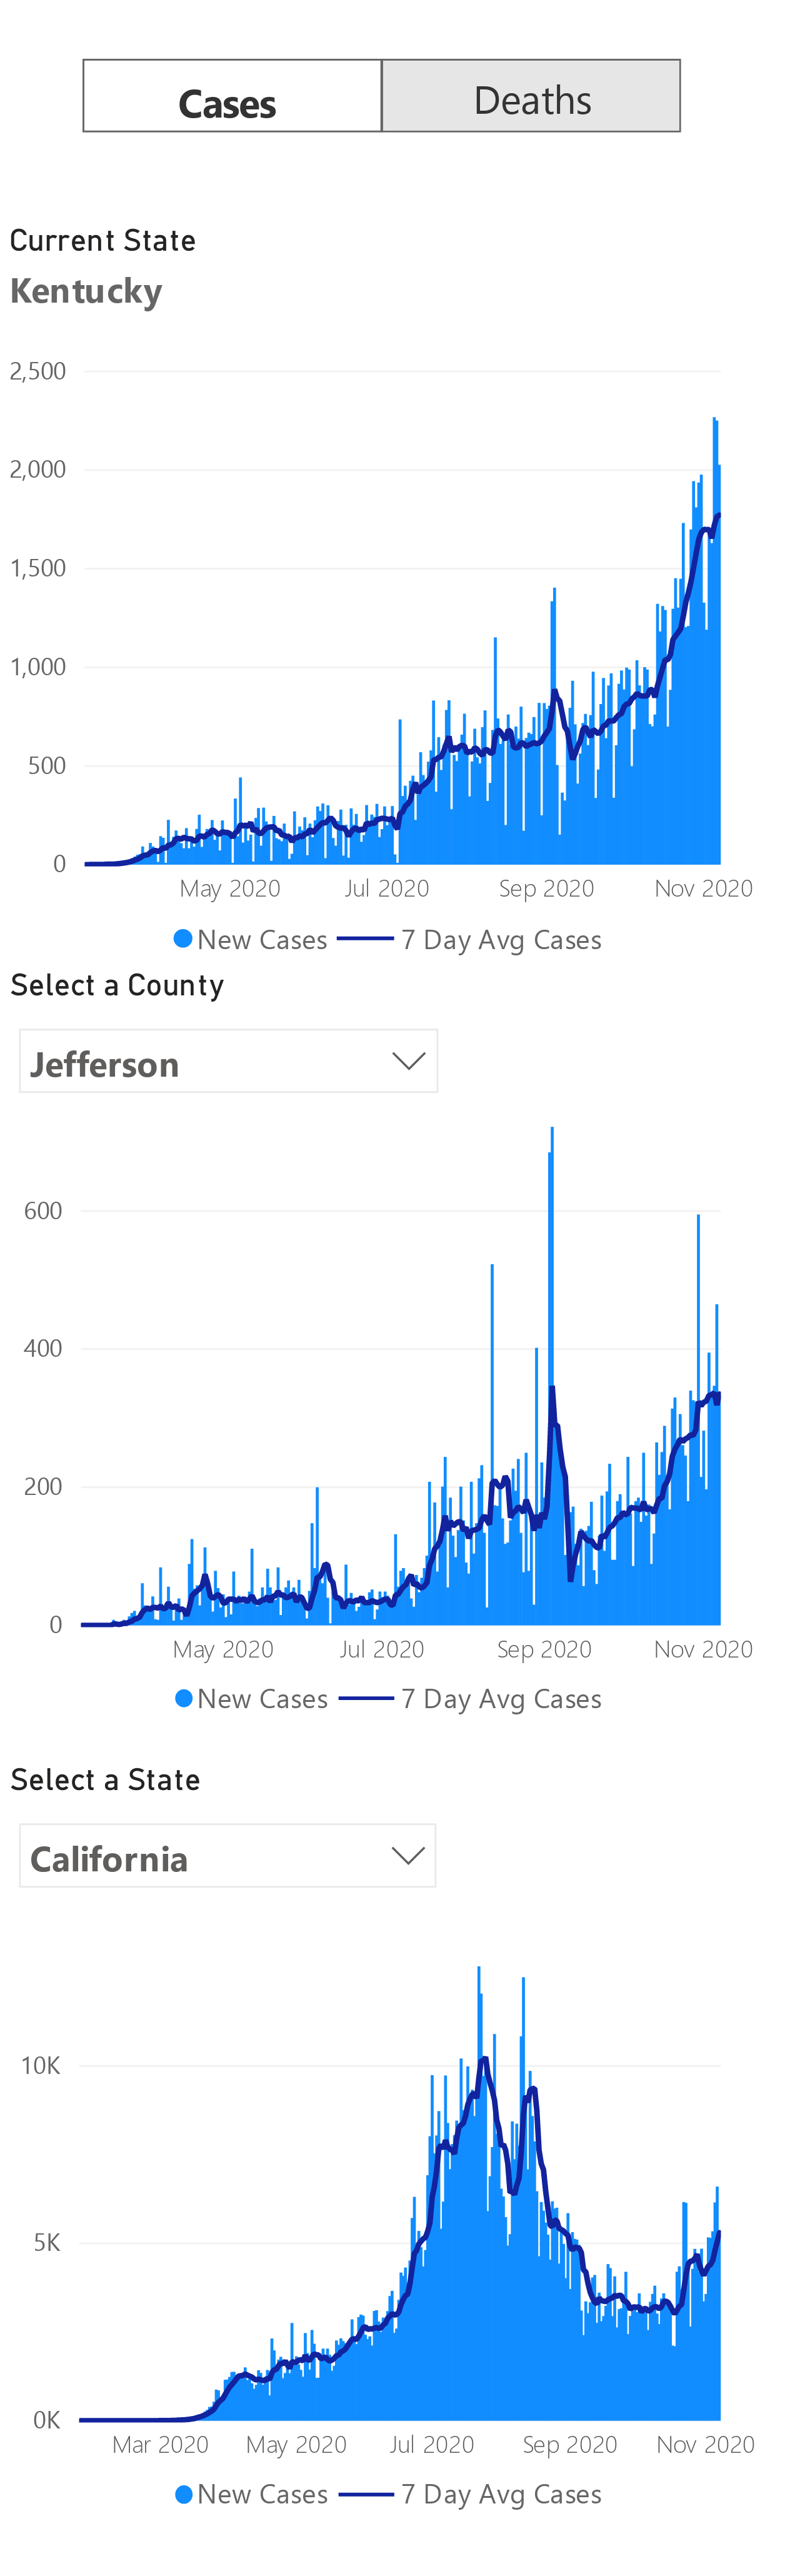 Cases Deaths
Current State
Kentucky
2,500
2,000
1,500
1,000
500
0
May 2020 Jul 2020 Sep 2020 Nov 2020
New Cases 7 Day Avg Cases
Select a County
Jefferson
600
400
200
0
May 2020 Jul 2020 Sep 2020 Nov 2020
New Cases 7 Day Avg Cases
Select a State
California
10K
5K
0K
Mar 2020 May 2020 Jul 2020 Sep 2020 Nov 2020
New Cases 7 Day Avg Cases